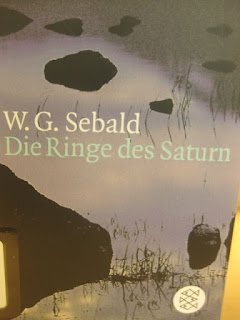 W. G. Sebald
Die Ringe des Saturn